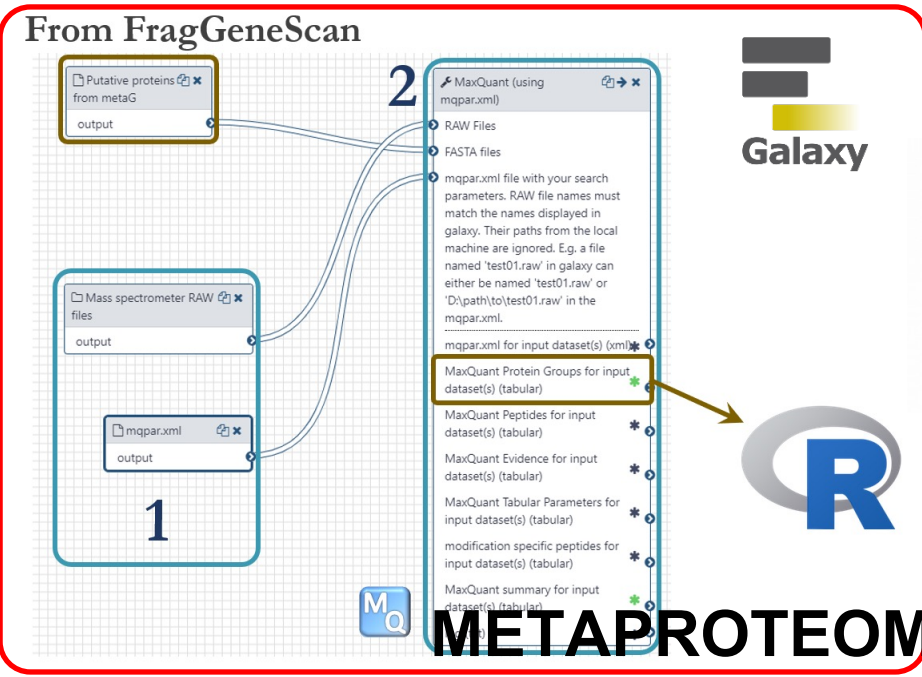 From FragGeneScan
Putative proteins
from metaG
output
2
MaxQuant (using
mqpar.xml)
RAW Files
FASTA files
mqpar.xml file with your search
parameters. RAW file names must
match the names displayed in
galaxy. Their paths from the local
machine are ignored. E.g. a file
named 'test01.raw' in galaxy can
either be named 'test01.raw' or
'D:\path\to\test01.raw' in the
mqpar.xml.
mqpar.xml for input dataset(s) (xml)
MaxQuant Protein Groups for input
dataset(s) (tabular)
MaxQuant Peptides for input
dataset(s) (tabular)
MaxQuant Evidence for input
dataset(s) (tabular)
MaxQuant Tabular Parameters for
input dataset(s) (tabular)
modification specific peptides for
input dataset(s) (tabular)
MaxQuant summary for input
dataset(s) (tabular)
Mass spectrometer RAW
files
output
mqpar.xml
output
1
Galaxy
R
MQ
METAPROTEOM